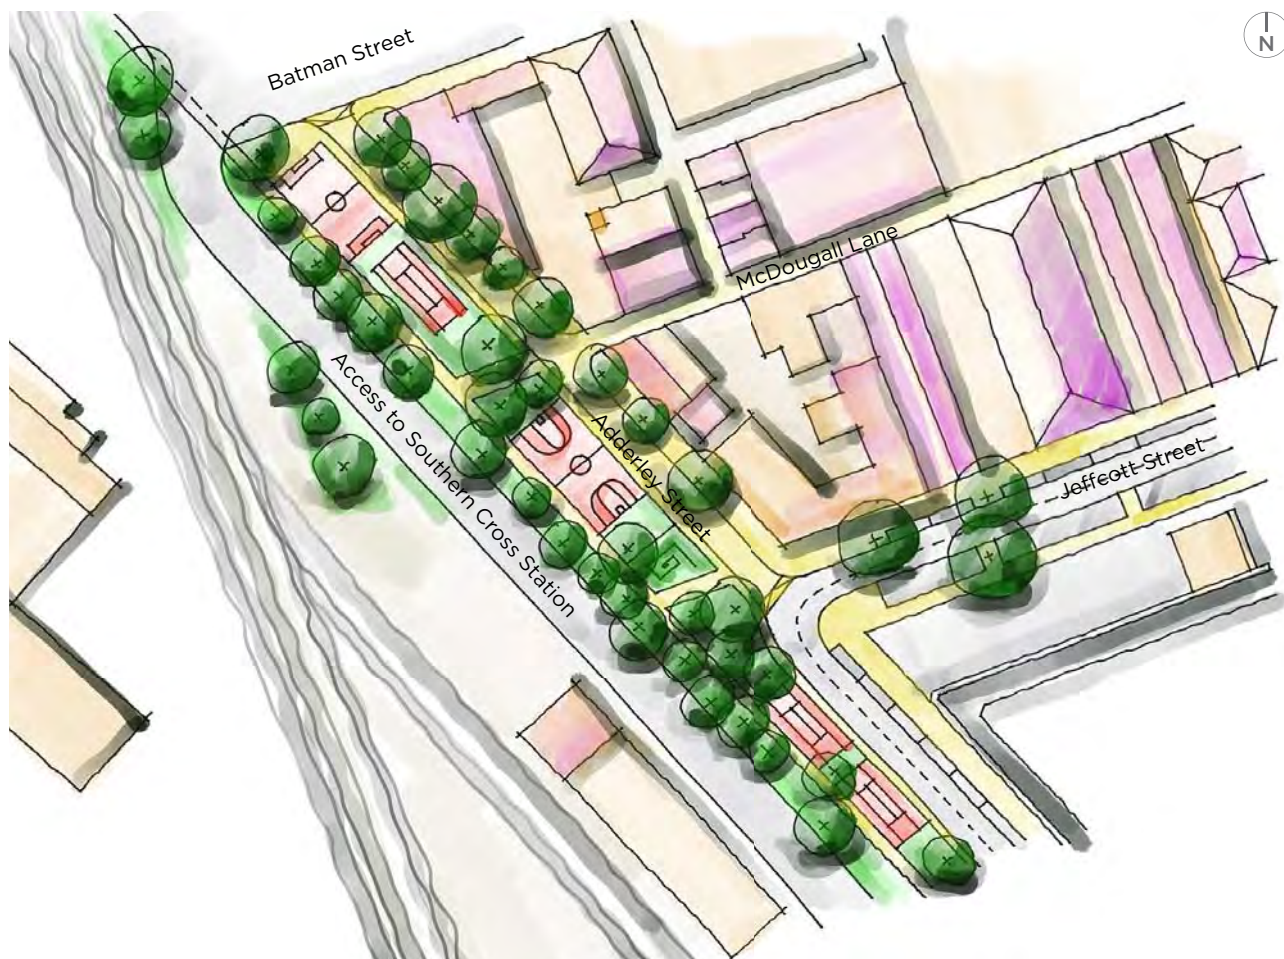 N
Batman Street
McDougall Lane
Access to Southern Cross Station
Adderley Street
Jeffcott Street